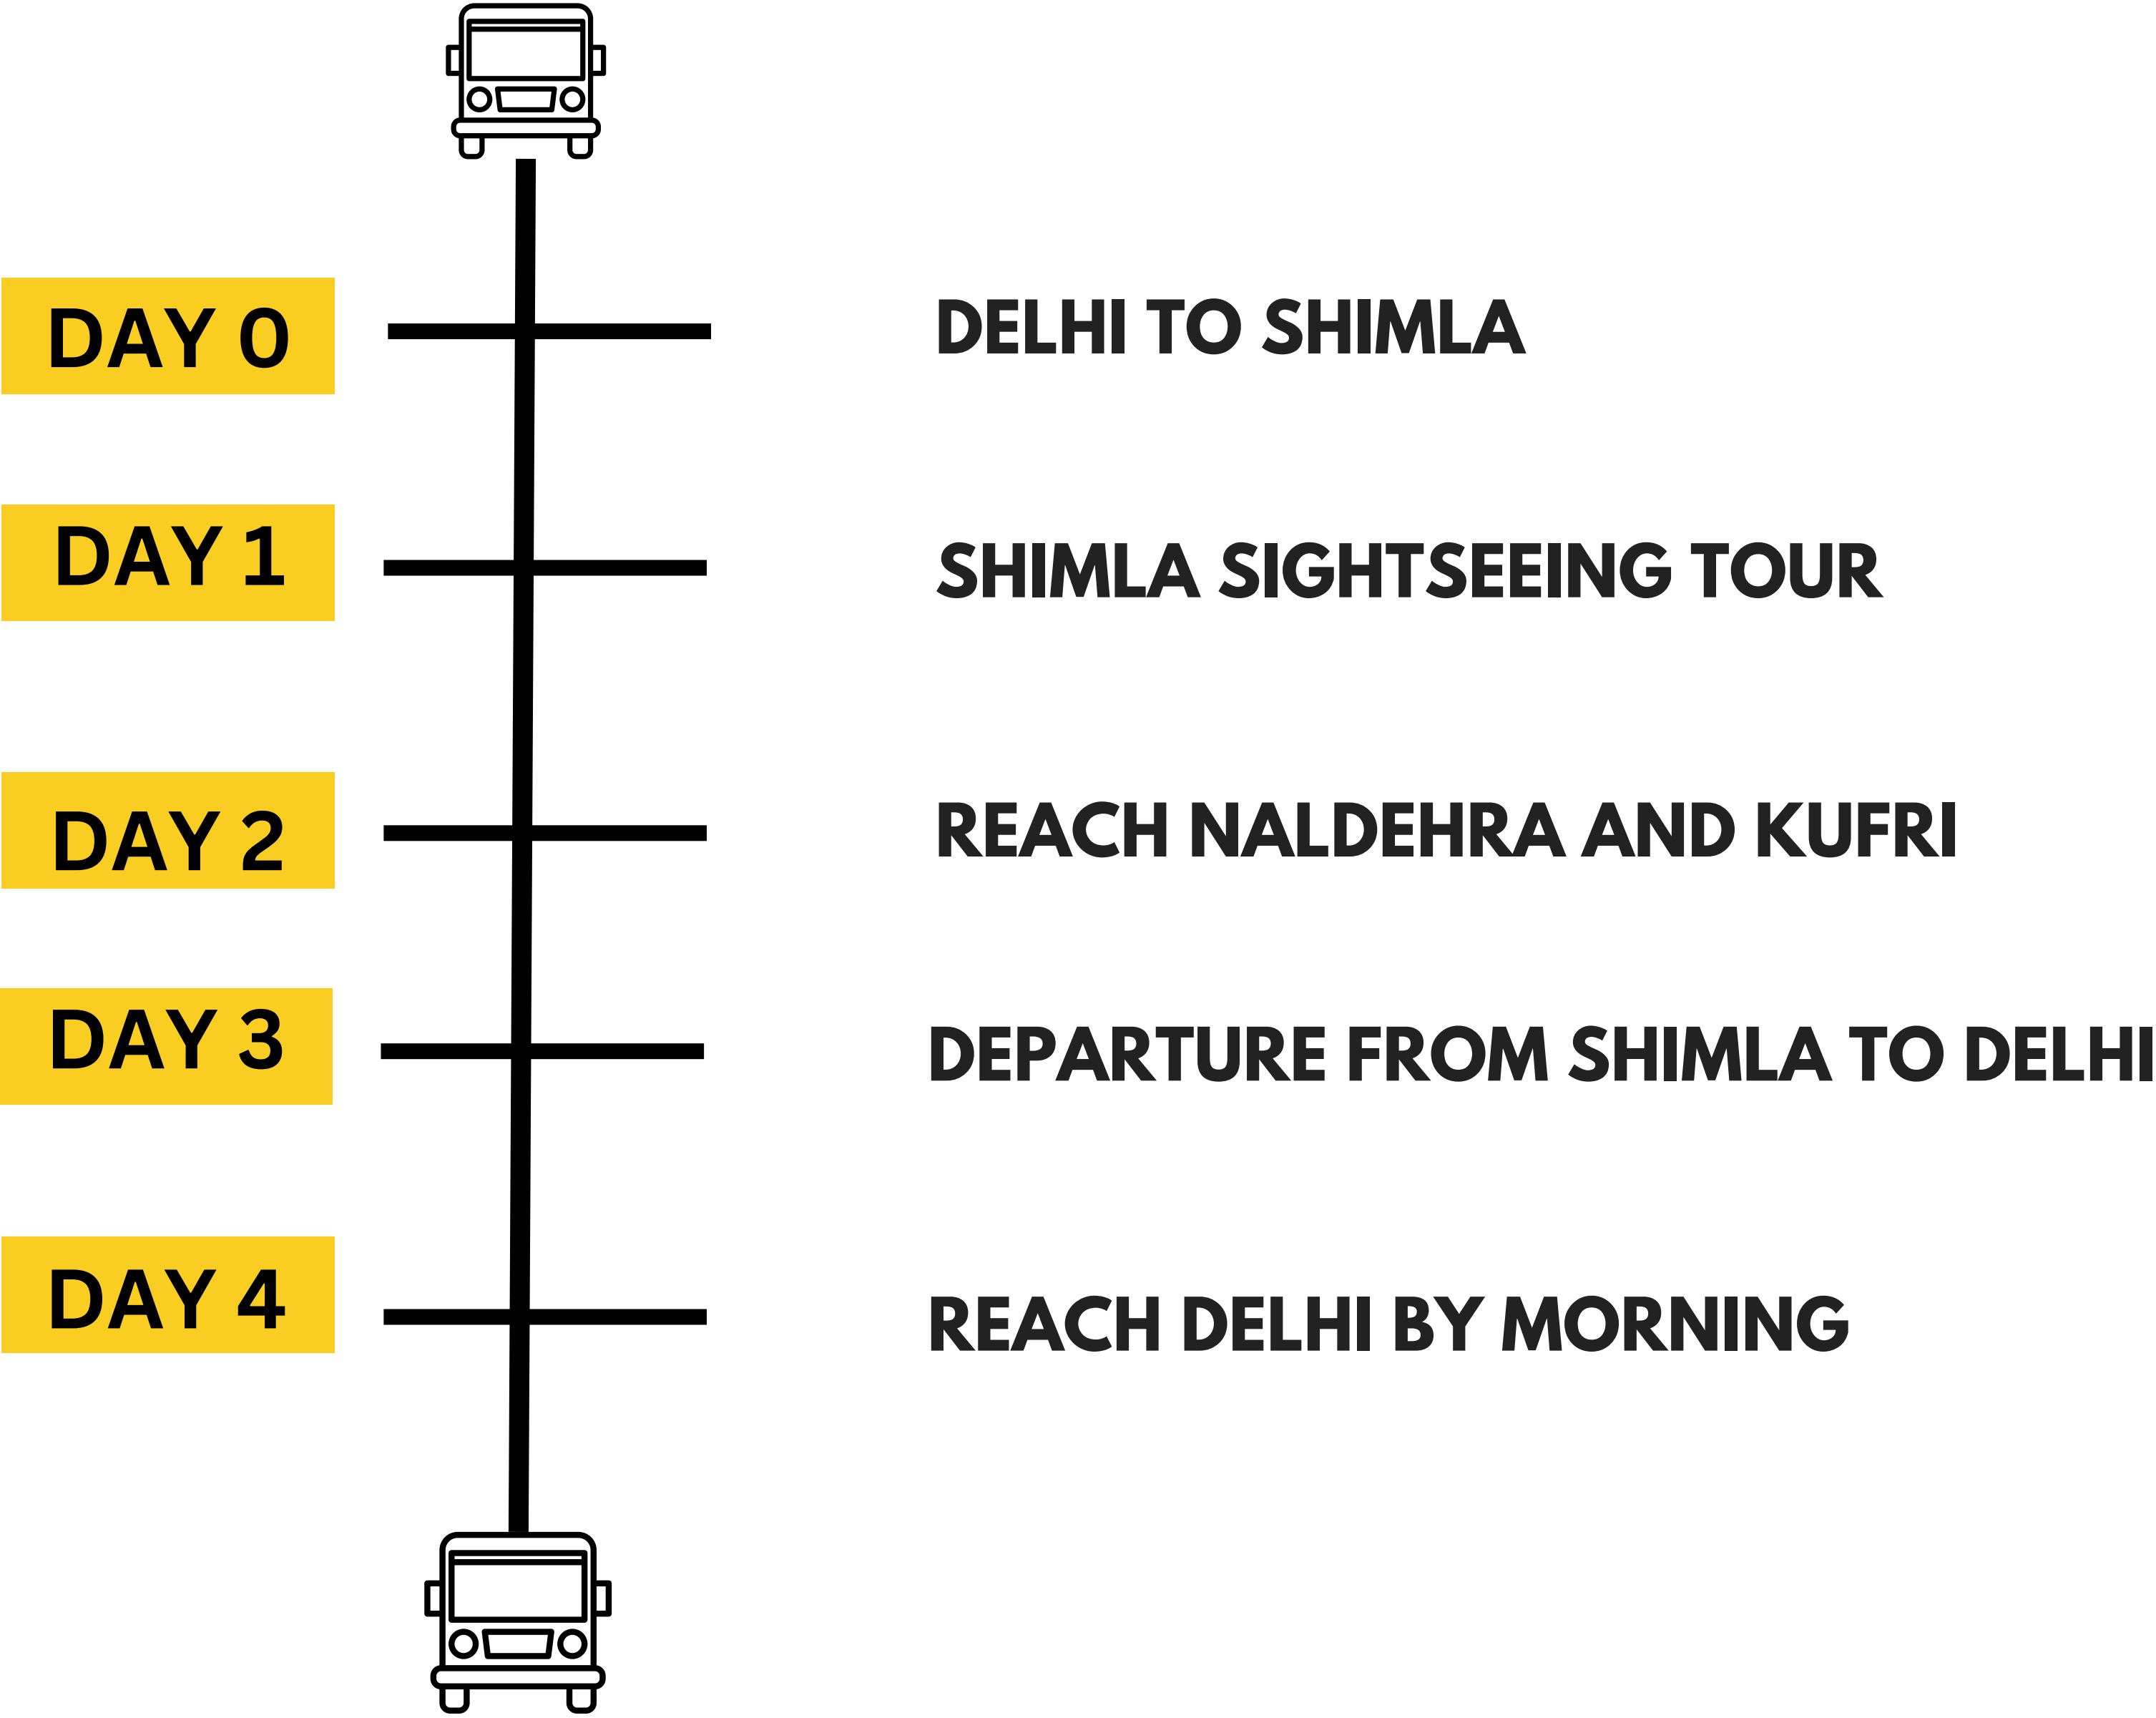 DAY 0
DELHI TO SHIMLA
DAY 1
SHIMLA SIGHTSEEING TOUR
DAY 2
REACH NALDEHRA AND KUFRI
DAY 3
DEPARTURE FROM SHIMLA TO DELHI
DAY 4
REACH DELHI BY MORNING